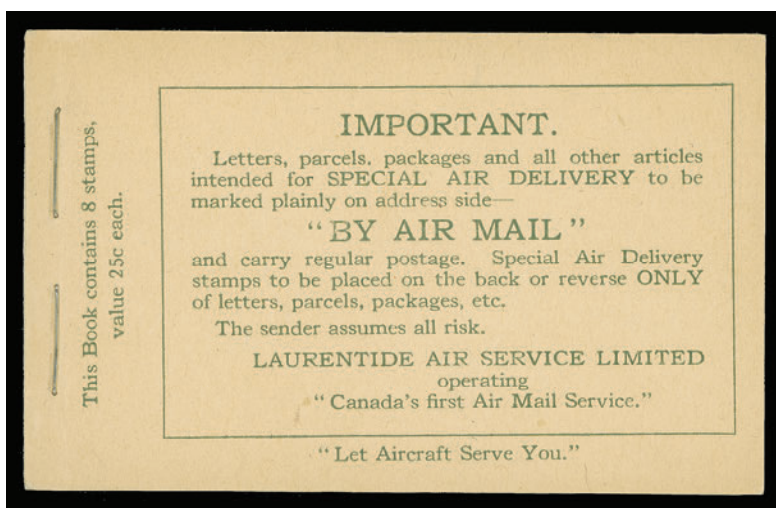 This Book contains 8 stamps,
value 25c each.
IMPORTANT.
Letters, parcels. packages and all other articles
intended for SPECIAL AIR DELIVERY to be
marked plainly on address side—
"BY AIR MAIL"
and carry regular postage. Special Air Delivery
stamps to be placed on the back or reverse ONLY
of letters, parcels, packages, etc.
The sender assumes all risk.
LAURENTIDE AIR SERVICE LIMITED
operating
"Canada's first Air Mail Service."
"Let Aircraft Serve You."